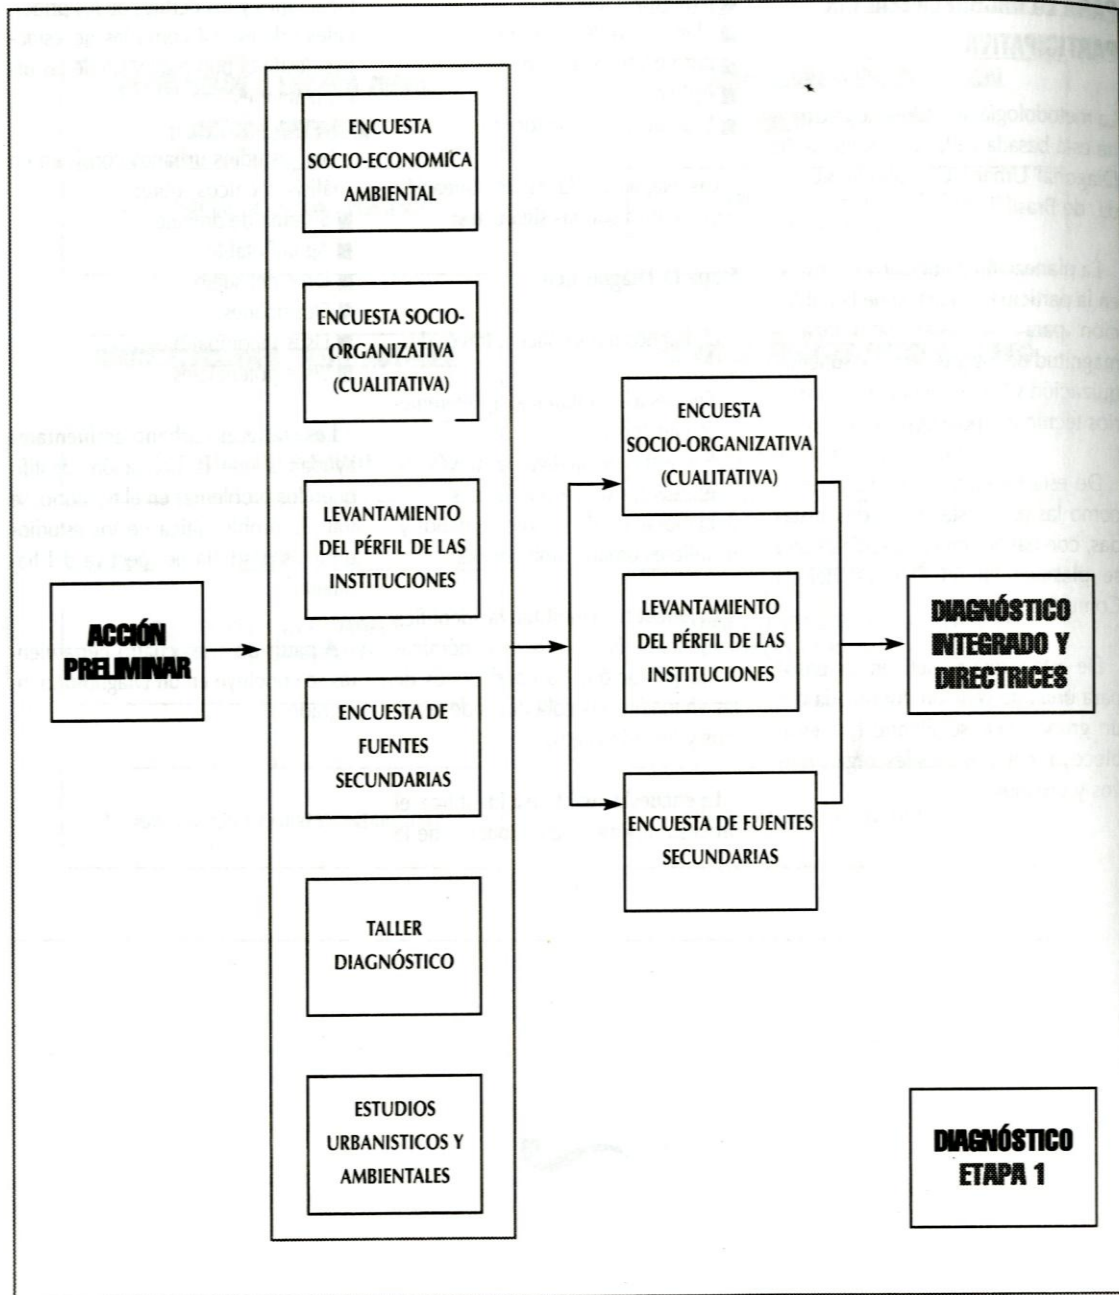 ENCUESTA
SOCIO-ECONOMÍCA
AMBIENTAL
ENCUESTA SOCIO-
ORGANIZATIVA
(CUALITATIVA)
LEVANTAMIENTO
DEL PÉRFIL DE LAS
INSTITUCIONES
ENCUESTA DE
FUENTES
SECUNDARIAS
TALLER
DIAGNÓSTICO
ESTUDIOS
URBANISTICOS Y
AMBIENTALES
ACCIÓN
PRELIMINAR
ENCUESTA
SOCIO-ORGANIZATIVA
(CUALITATIVA)
LEVANTAMIENTO
DEL PÉRFIL DE LAS
INSTITUCIONES
ENCUESTA DE FUENTES
SECUNDARIAS
DIAGNÓSTICO
INTEGRADO Y
DIRECTRICES
DIAGNÓSTICO
ETAPA 1